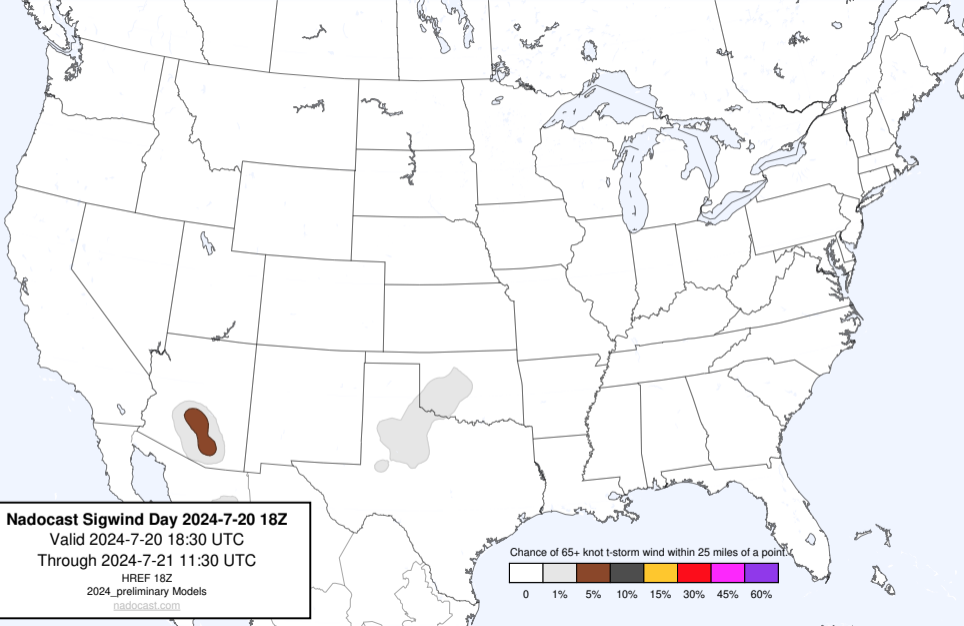 Nadocast Sigwind Day 2024-7-20 18Z
Valid 2024-7-20 18:30 UTC
Through 2024-7-21 11:30 UTC
HREF 18Z
2024_preliminary Models
nadocast.com
Chance of 65+ knot t-storm wind within 25 miles of a point.
0 1% 5% 10% 15% 30% 45% 60%